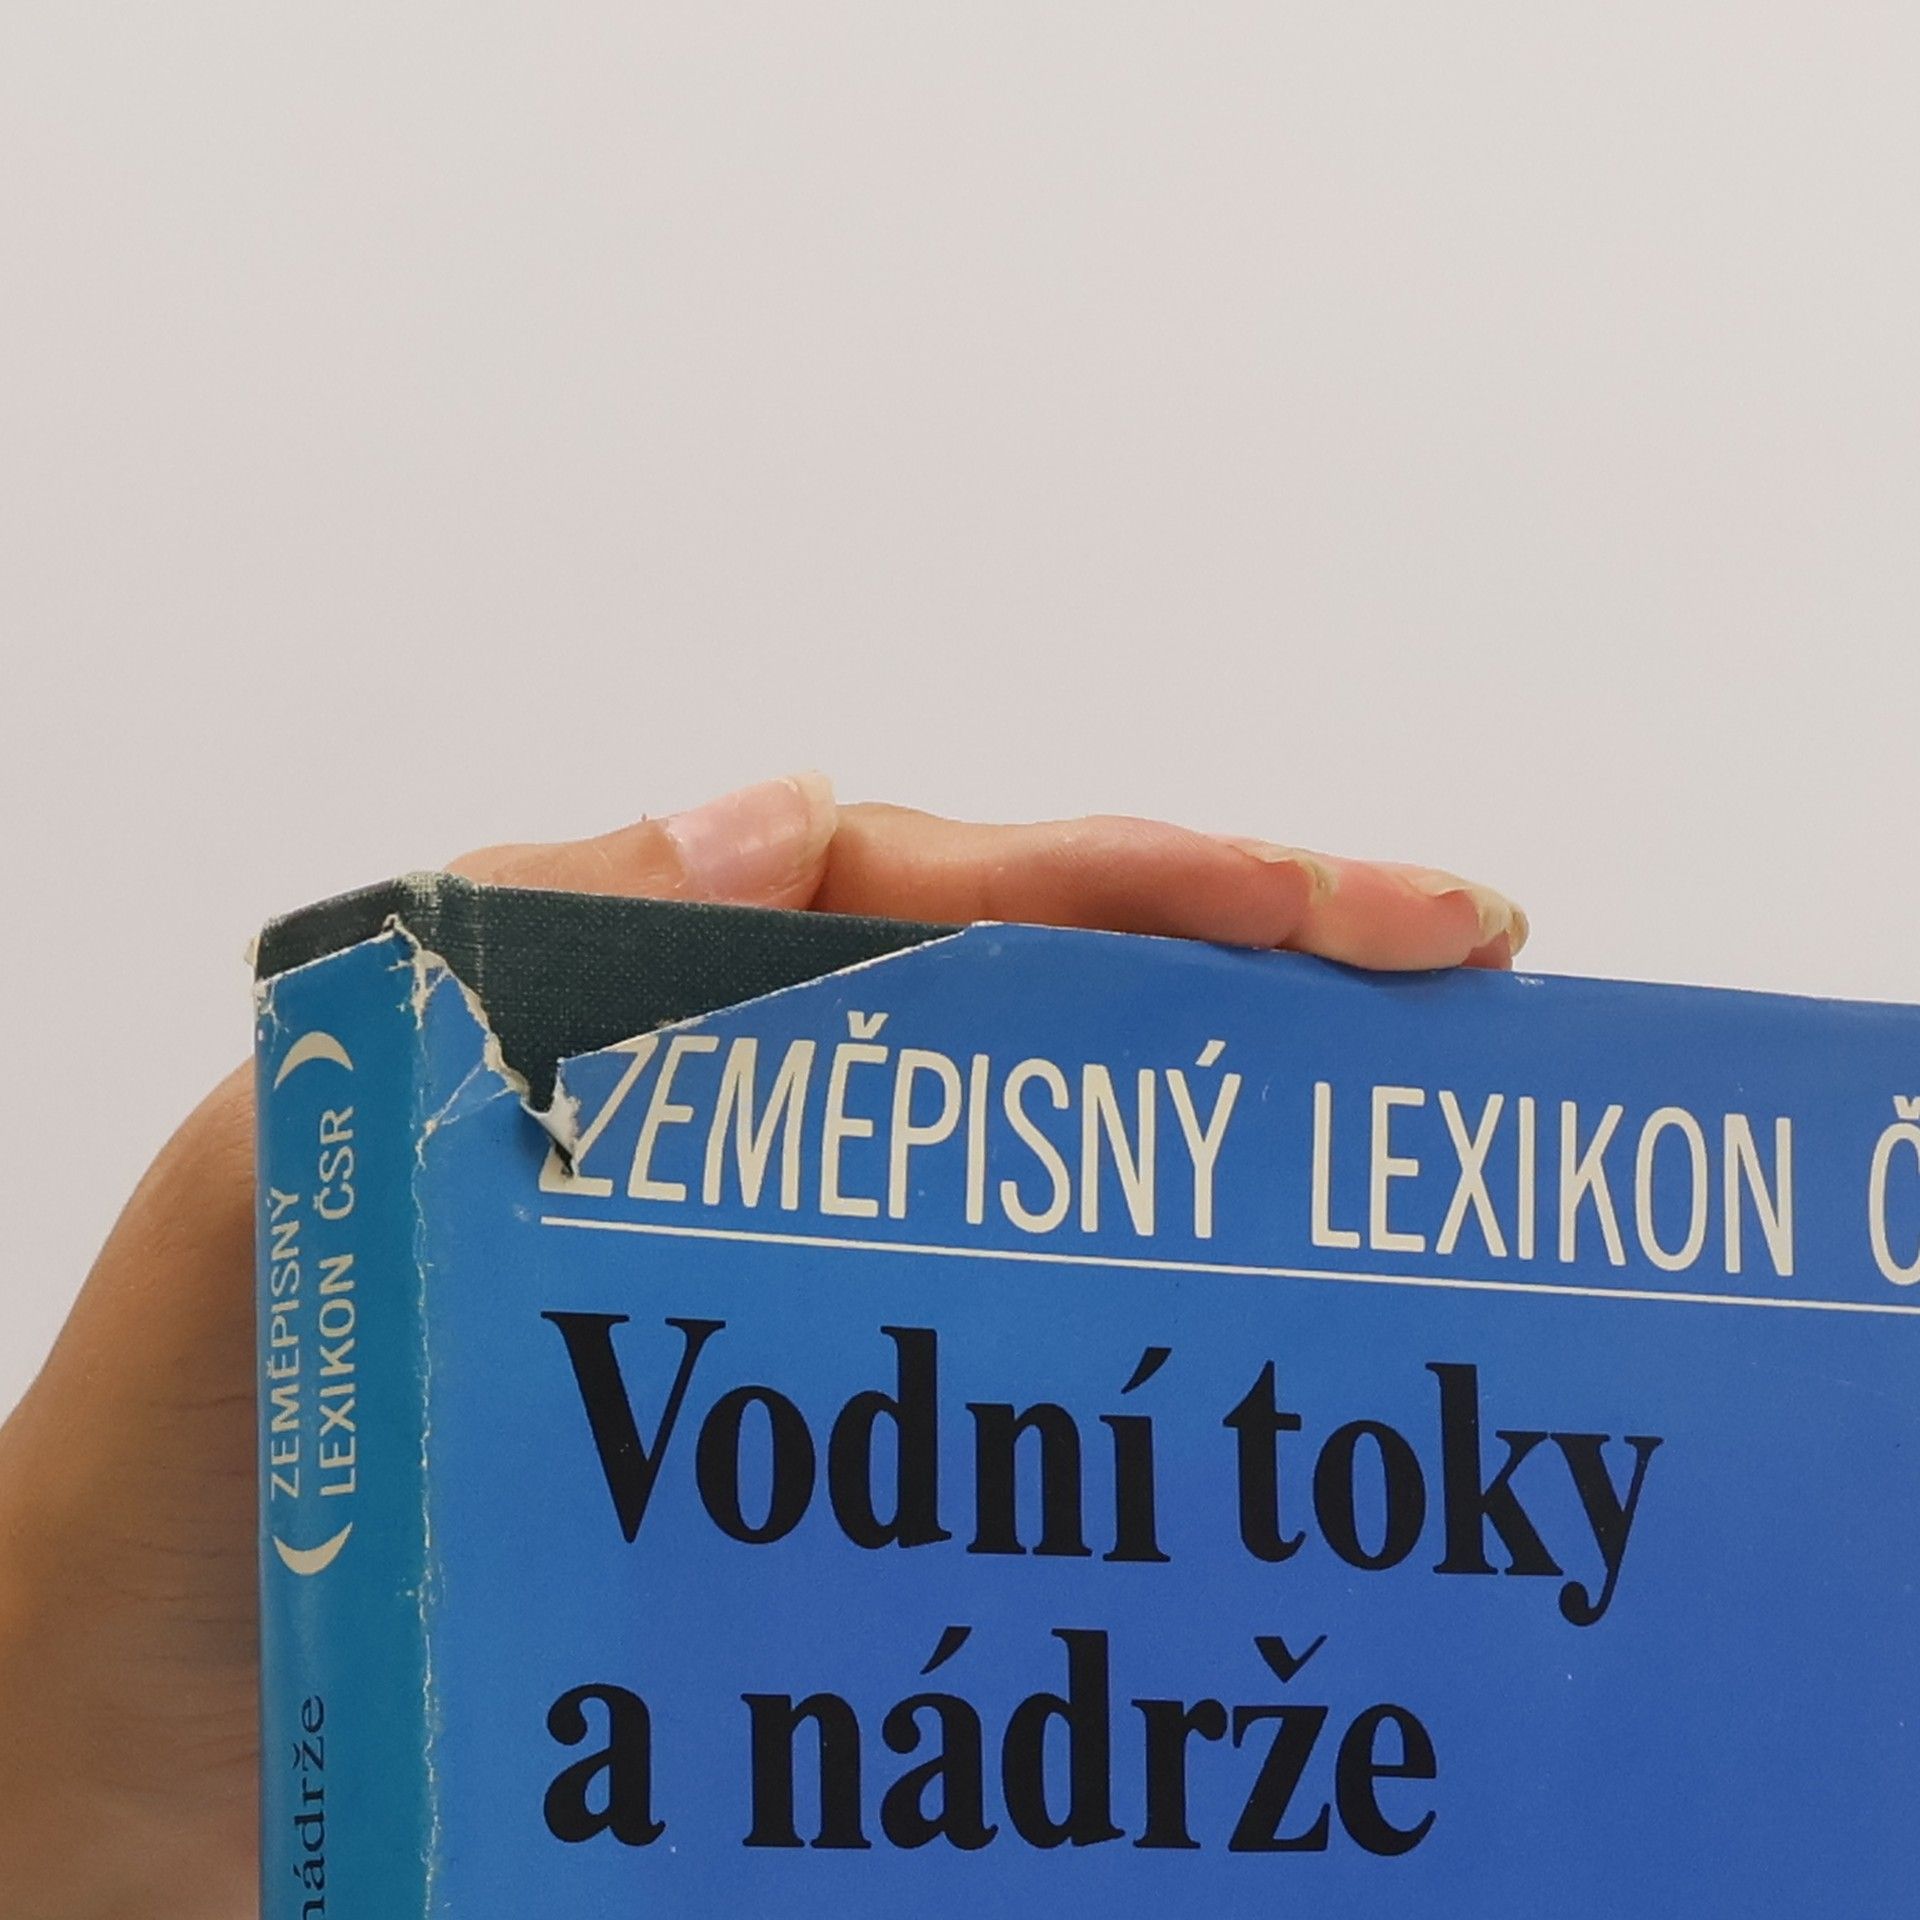 ZEMĚPISNÝ LEXIKON Č
Vodní toky
a nádrže
ZEMĚPISNÝ
LEXIKON ČSR
nádrže